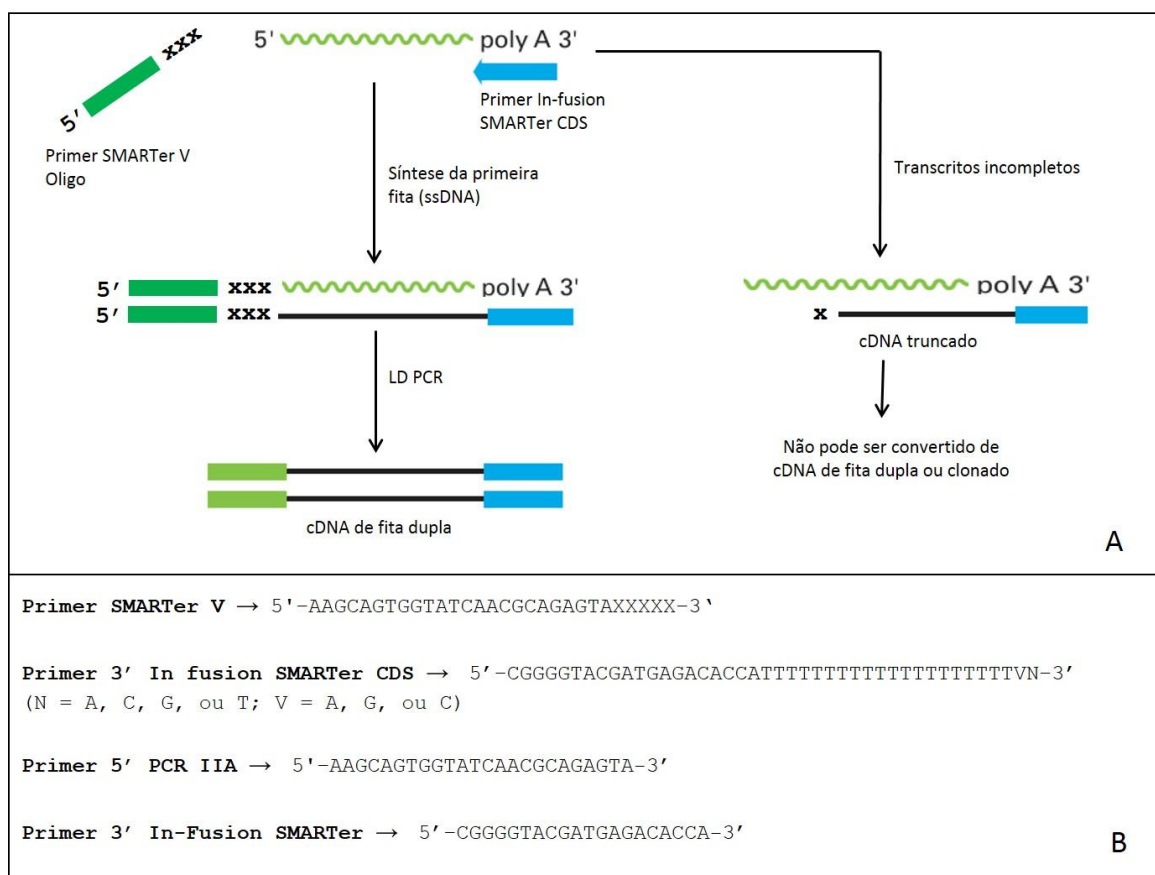 xxx
5' poly A 3'
5'
Primer In-fusion
SMARTer CDS
Primer SMARTer V
Oligo
Síntese da primeira
fita (ssDNA)
Transcritos incompletos
5' xxx poly A 3'
5' xxx
poly A 3'
x
cDNA truncado
LD PCR
Não pode ser convertido de
cDNA de fita dupla ou clonado
cDNA de fita dupla
A
Primer SMARTer V → 5'-AAGCAGTGGTATCAACGCAGAGTAXXXXX-3‘
Primer 3’ In fusion SMARTer CDS → 5’-CGGGGTACGATGAGACACCATTTTTTTTTTTTTTTTTTTTVN-3’
(N = A, C, G, ou T; V = A, G, ou C)
Primer 5’ PCR IIA → 5'-AAGCAGTGGTATCAACGCAGAGTA-3’
Primer 3’ In-Fusion SMARTer → 5’-CGGGGTACGATGAGACACCA-3’
B